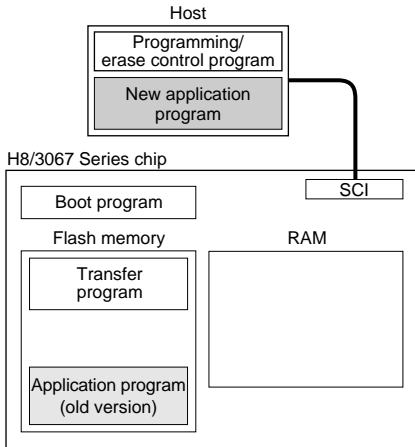 Host
Programming/
erase control program
New application
program
H8/3067 Series chip
SCI
Boot program
Flash memory
RAM
Transfer
program
Application program
(old version)